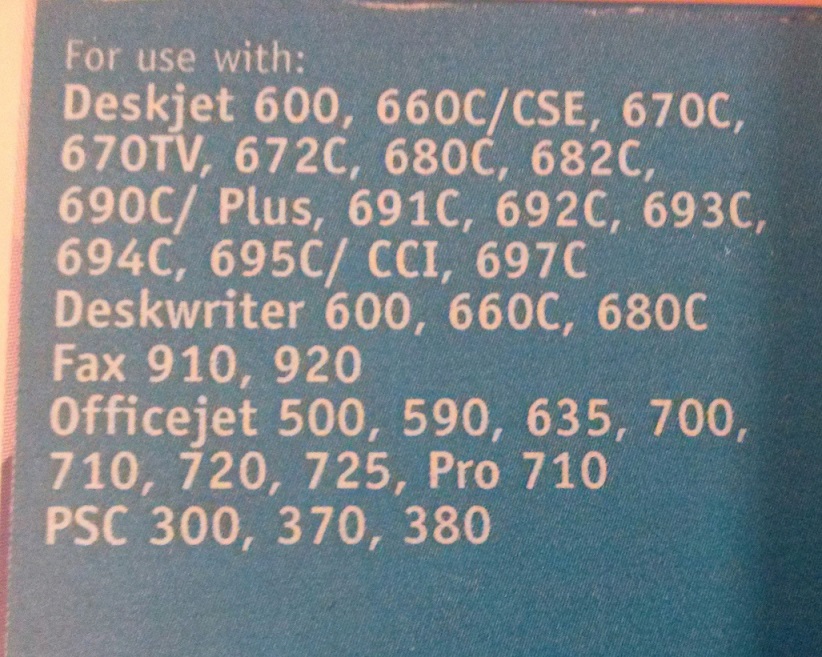 For use with:
Deskjet 600, 660C/CSE, 670C,
670TV, 672C, 680C, 682C,
690C/ Plus, 691C, 692C, 693C,
694C, 695C/ CCI, 697C
Deskwriter 600, 660C, 680C
Fax 910, 920
Officejet 500, 590, 635, 700,
710, 720, 725, Pro 710
PSC 300, 370, 380